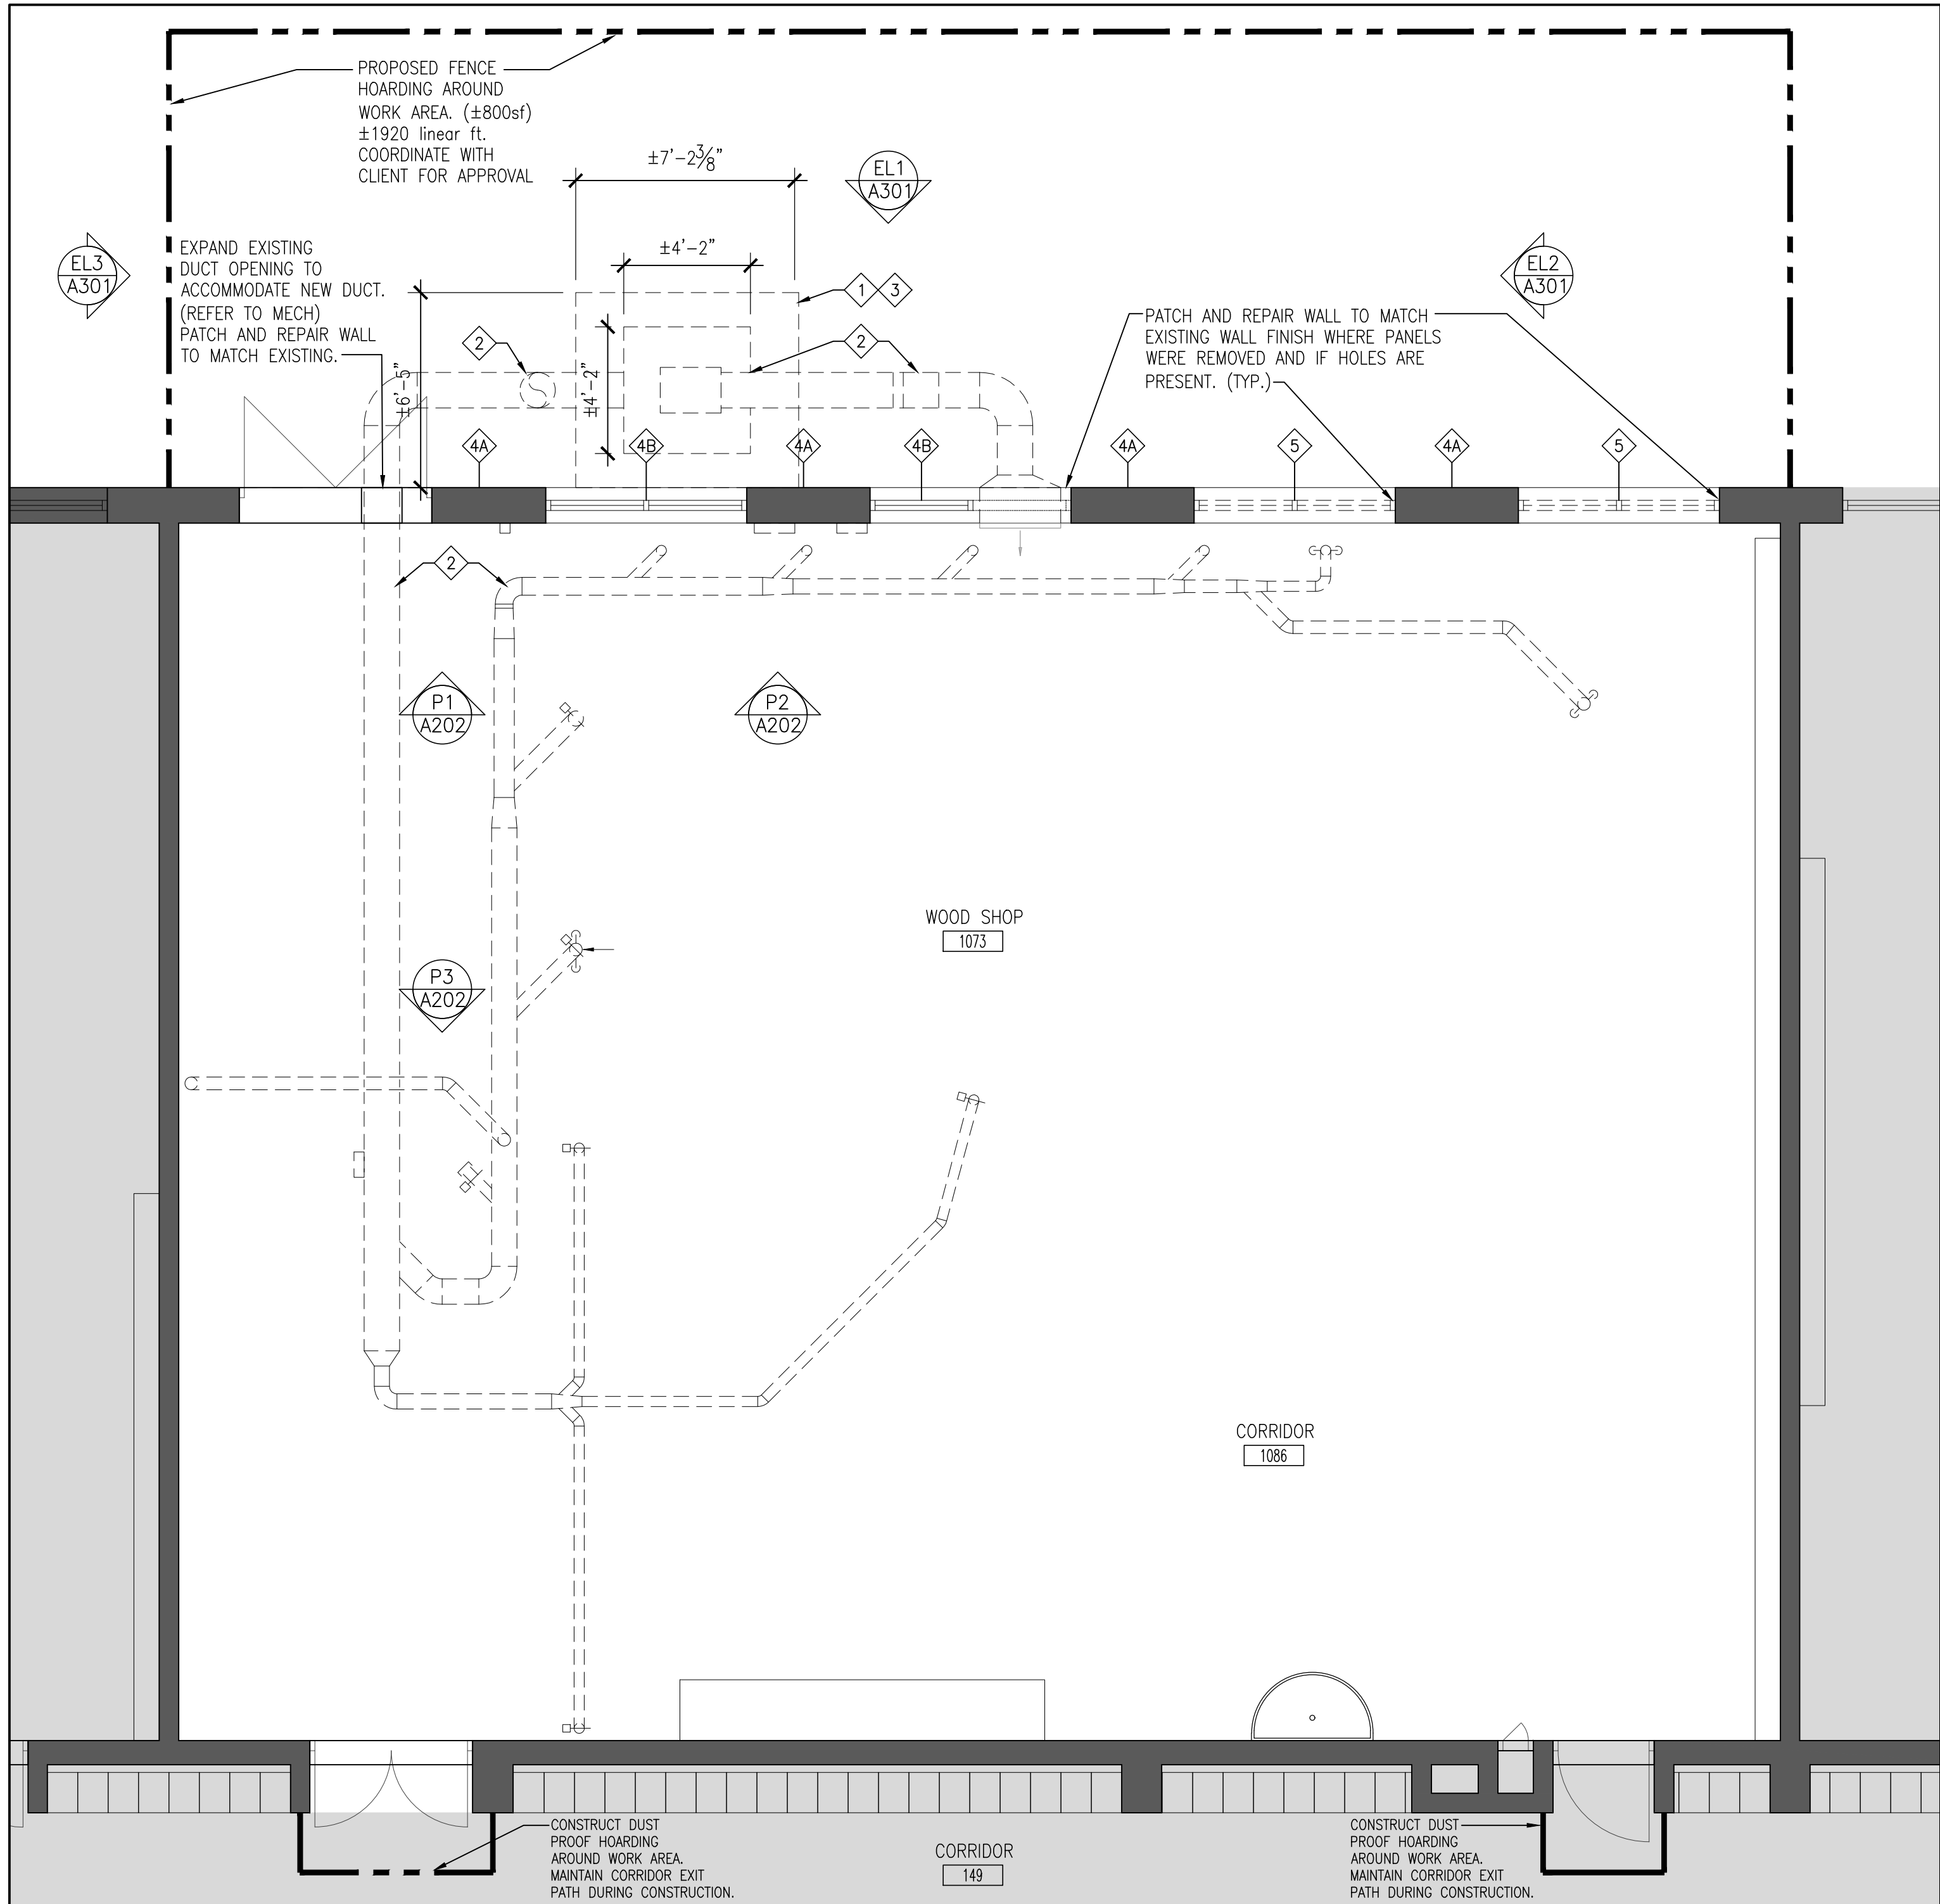 PROPOSED FENCE
HOARDING AROUND
WORK AREA. (±800sf)
±1920 linear ft.
COORDINATE WITH
CLIENT FOR APPROVAL
±7'-2⅜"
EL1
A301
±4'-2"
EL3
A301
EXPAND EXISTING
DUCT OPENING TO
ACCOMMODATE NEW DUCT.
(REFER TO MECH)
PATCH AND REPAIR WALL
TO MATCH EXISTING.
1 3
EL2
A301
PATCH AND REPAIR WALL TO MATCH
EXISTING WALL FINISH WHERE PANELS
WERE REMOVED AND IF HOLES ARE
PRESENT. (TYP.)
2
2
±6'-5"
±4'-2"
4A 4B 4A 4B 4A 5 4A 5
2
P1
A202
P2
A202
WOOD SHOP
1073
P3
A202
CORRIDOR
1086
CONSTRUCT DUST
PROOF HOARDING
AROUND WORK AREA.
MAINTAIN CORRIDOR EXIT
PATH DURING CONSTRUCTION.
CORRIDOR
149
CONSTRUCT DUST
PROOF HOARDING
AROUND WORK AREA.
MAINTAIN CORRIDOR EXIT
PATH DURING CONSTRUCTION.